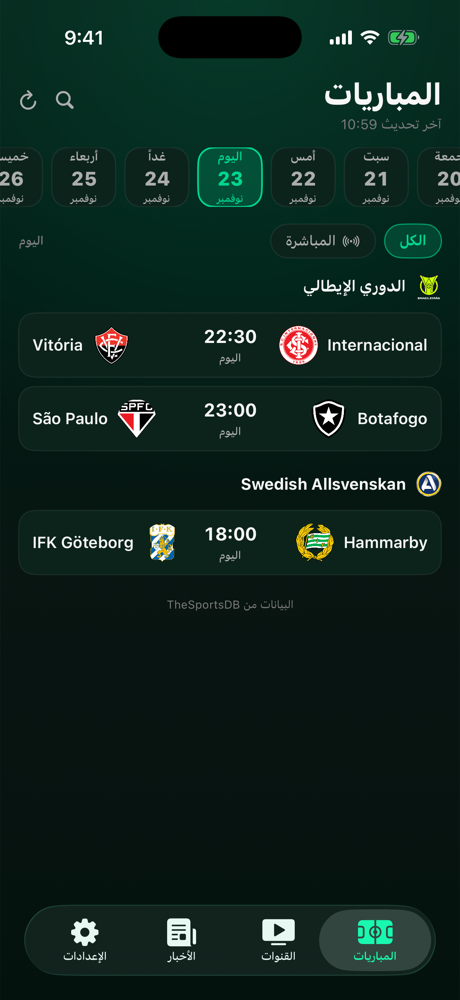 9:41
المباريات
آخر تحديث 10:59
جمعة
20
نوفمبر
سبت
21
نوفمبر
أمس
22
نوفمبر
اليوم
23
نوفمبر
غداً
24
نوفمبر
أربعاء
25
نوفمبر
خميس
26
نوفمبر
الكل
المباشرة
اليوم
الدوري الإيطالي
Internacional
22:30
اليوم
Vitória
Botafogo
23:00
اليوم
SPFC
São Paulo
Swedish Allsvenskan
Hammarby
18:00
اليوم
IFK Göteborg
البيانات من TheSportsDB
المباريات
القنوات
الأخبار
الإعدادات